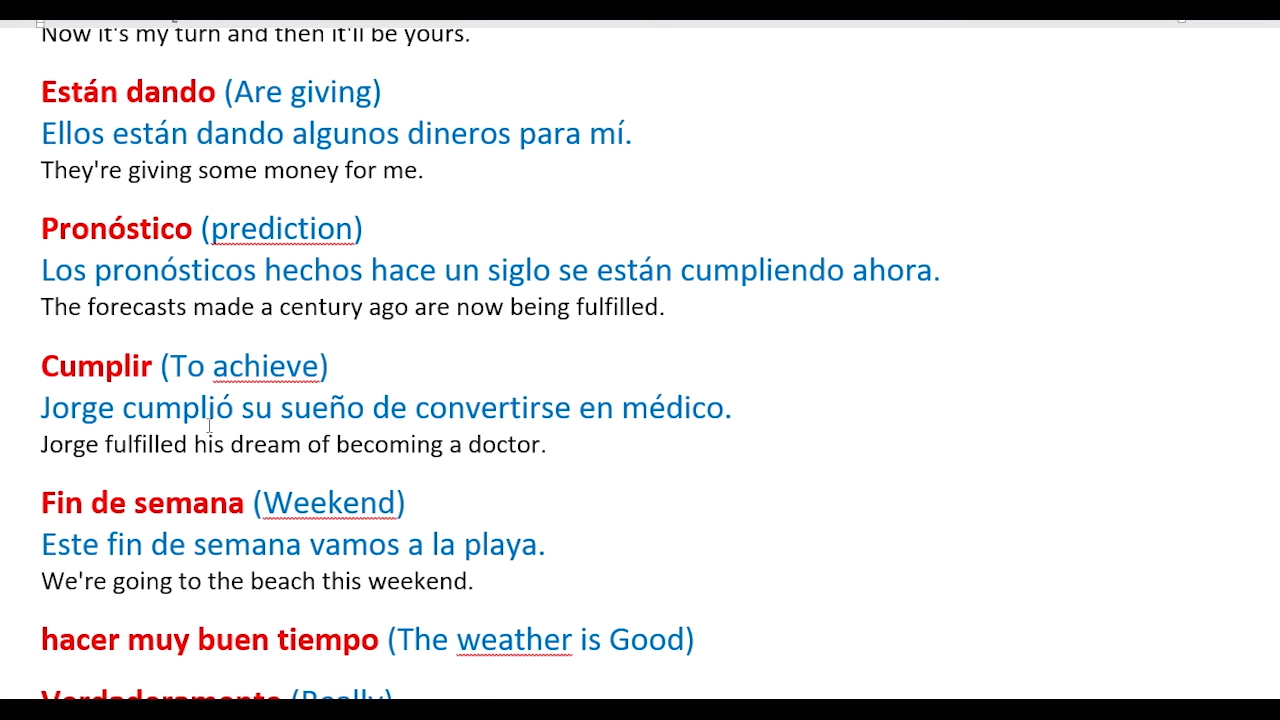 Now it's my turn and then it'll be yours.
Están dando (Are giving)
Ellos están dando algunos dineros para mí.
They're giving some money for me.
Pronóstico (prediction)
Los pronósticos hechos hace un siglo se están cumpliendo ahora.
The forecasts made a century ago are now being fulfilled.
Cumplir (To achieve)
Jorge cumplió su sueño de convertirse en médico.
Jorge fulfilled his dream of becoming a doctor.
Fin de semana (Weekend)
Este fin de semana vamos a la playa.
We're going to the beach this weekend.
hacer muy buen tiempo (The weather is Good)
Verdaderamente (Really)